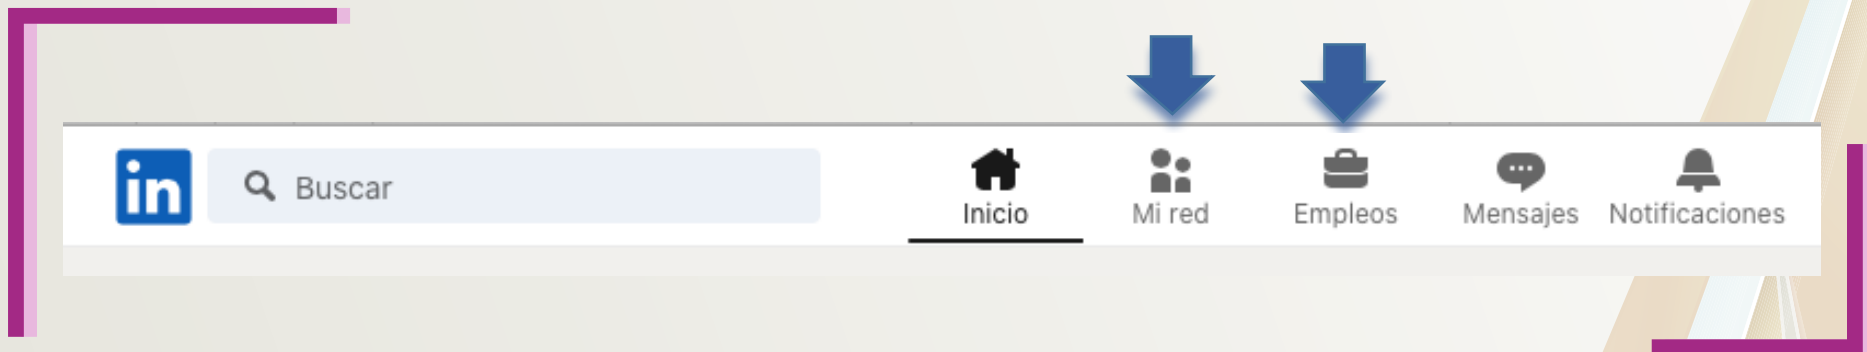 in
Buscar
Inicio
Mi red
Empleos
Mensajes
Notificaciones